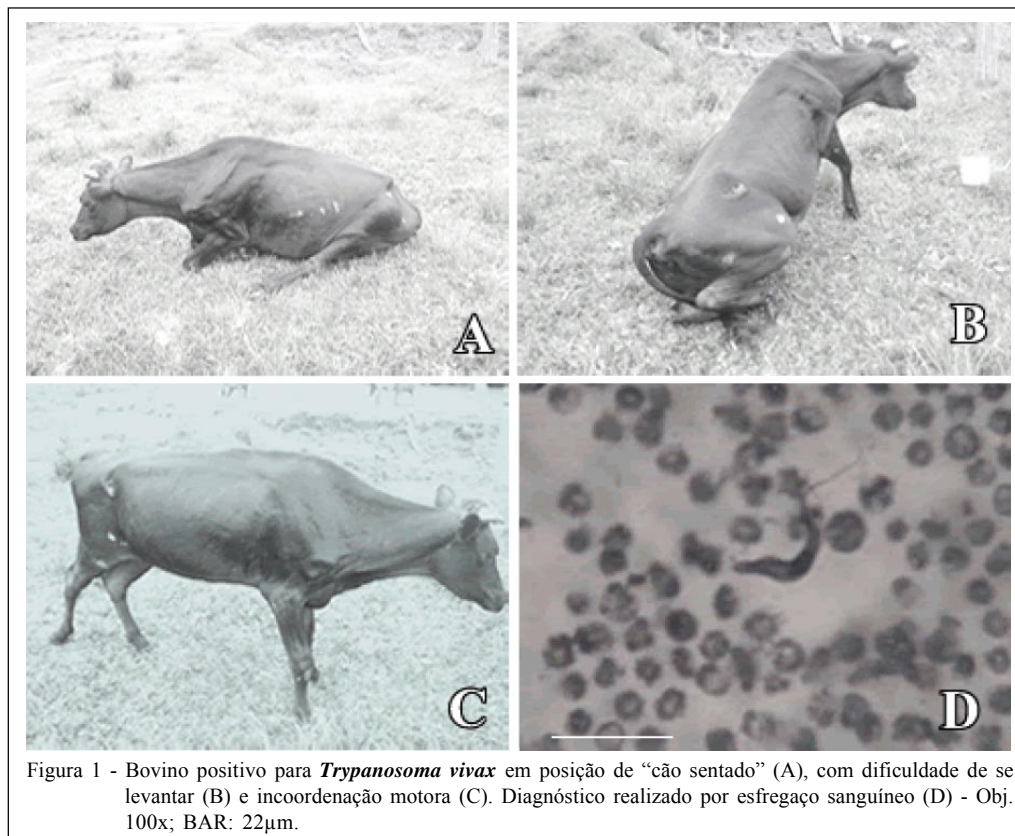 A
B
C
D
Figura 1 - Bovino positivo para Trypanosoma vivax em posição de “cão sentado” (A), com dificuldade de se
levantar (B) e incoordenação motora (C). Diagnóstico realizado por esfregaço sanguíneo (D) - Obj.
100x; BAR: 22µm.